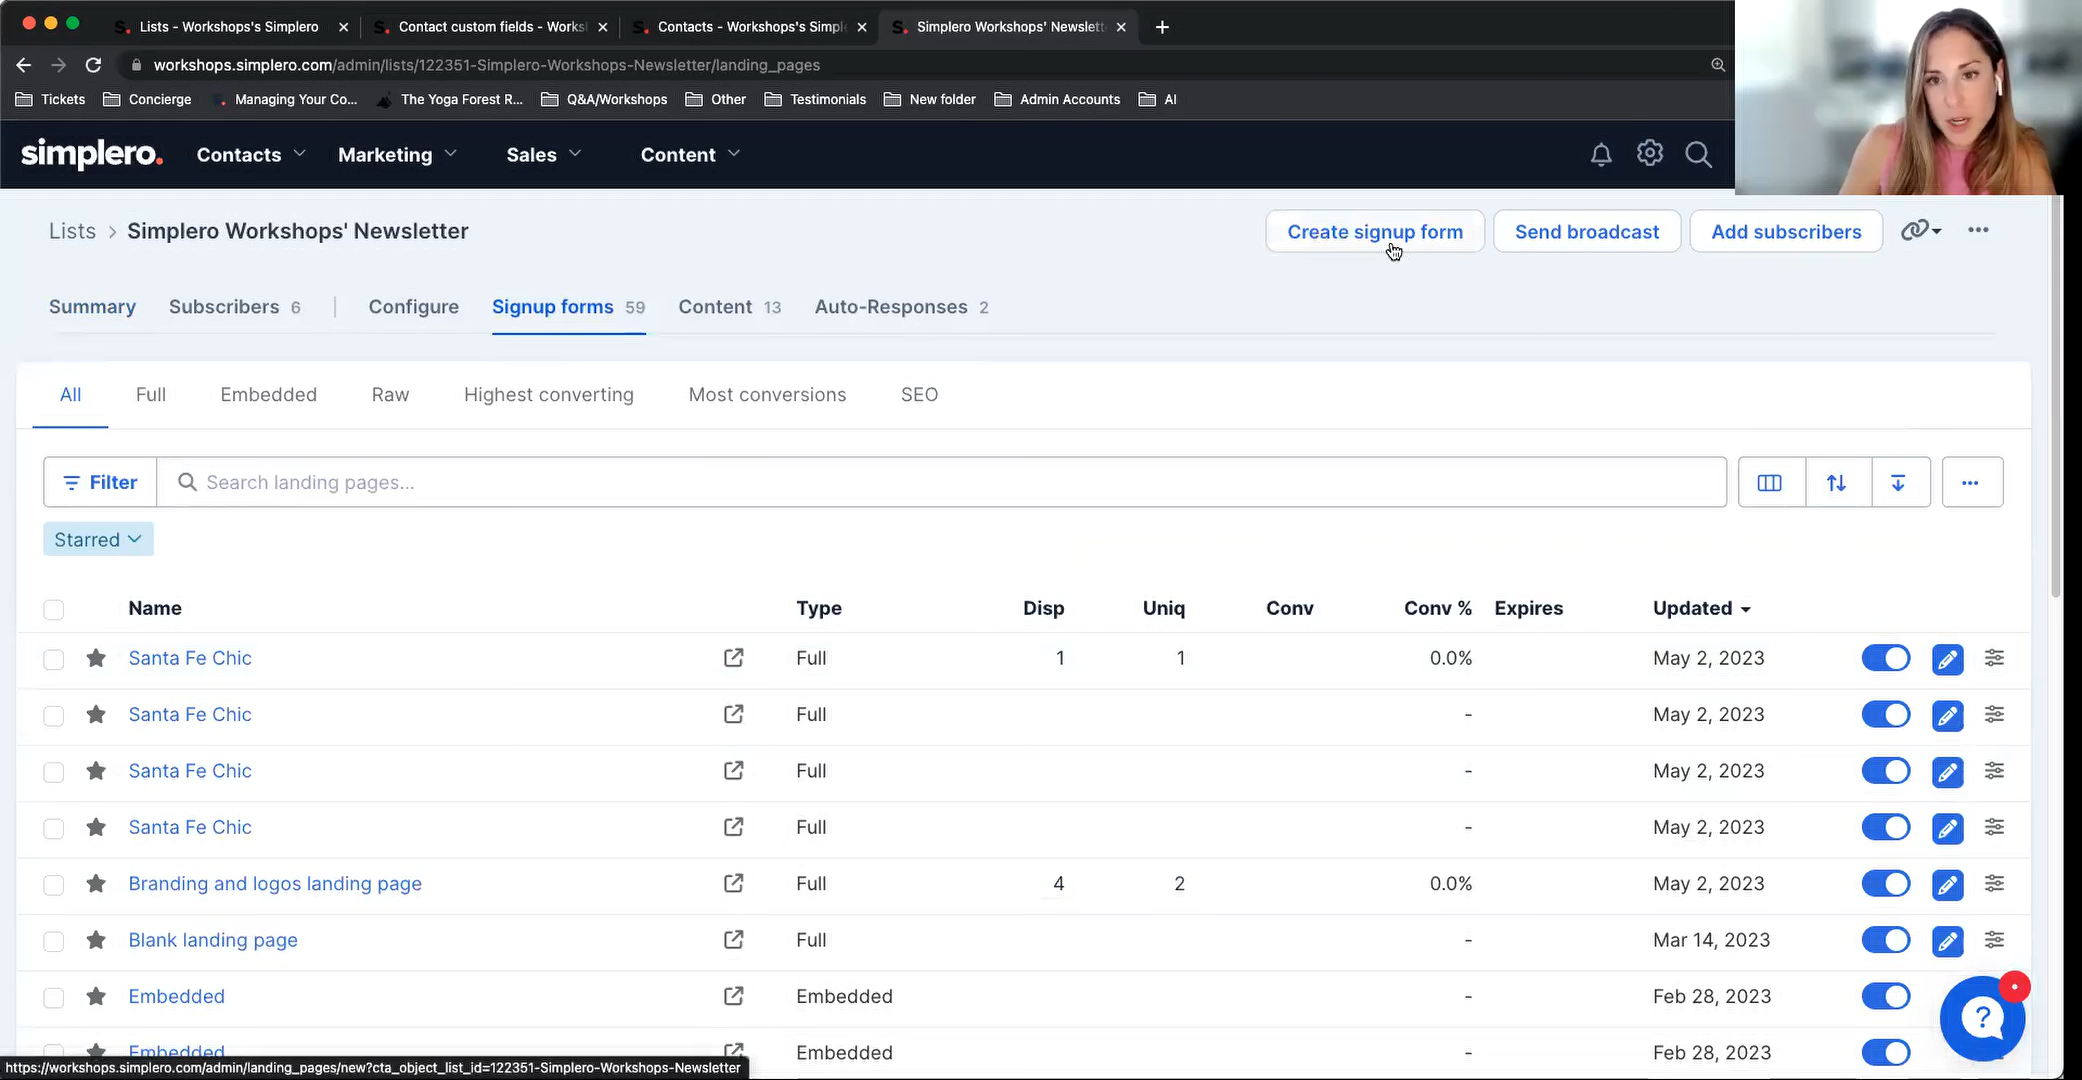 Lists - Workshops's Simplero
Contact custom fields - Works
Contacts - Workshops's Simpl
Simplero Workshops' Newslett
workshops.simplero.com/admin/lists/122351-Simplero-Workshops-Newsletter/landing_pages
Tickets Concierge Managing Your Co... The Yoga Forest R... Q&A/Workshops Other Testimonials New folder Admin Accounts AI
simplero. Contacts Marketing Sales Content
Lists > Simplero Workshops' Newsletter Create signup form Send broadcast Add subscribers
Summary Subscribers 6 Configure Signup forms 59 Content 13 Auto-Responses 2
All Full Embedded Raw Highest converting Most conversions SEO
Filter Search landing pages...
Starred
Name Type Disp Uniq Conv Conv % Expires Updated
Santa Fe Chic Full 1 1 0.0% May 2, 2023
Santa Fe Chic Full - May 2, 2023
Santa Fe Chic Full - May 2, 2023
Santa Fe Chic Full - May 2, 2023
Branding and logos landing page Full 4 2 0.0% May 2, 2023
Blank landing page Full - Mar 14, 2023
Embedded Embedded - Feb 28, 2023
Embedded Embedded - Feb 28, 2023
https://workshops.simplero.com/admin/landing_pages/new?cta_object_list_id=122351-Simplero-Workshops-Newsletter